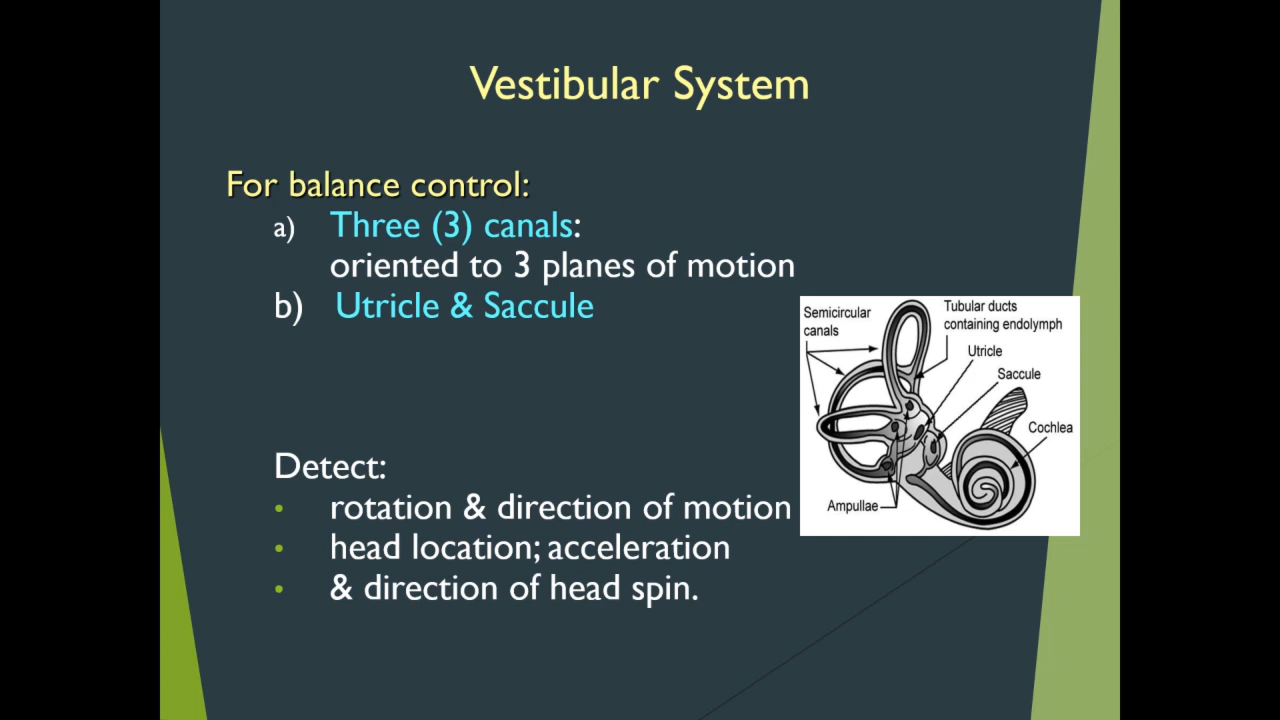 Vestibular System
For balance control:
a) Three (3) canals:
oriented to 3 planes of motion
b) Utricle & Saccule
Detect:
• rotation & direction of motion
• head location; acceleration
• & direction of head spin.
Semicircular
canals
Tubular ducts
containing endolymph
Utricle
Saccule
Cochlea
Ampullae